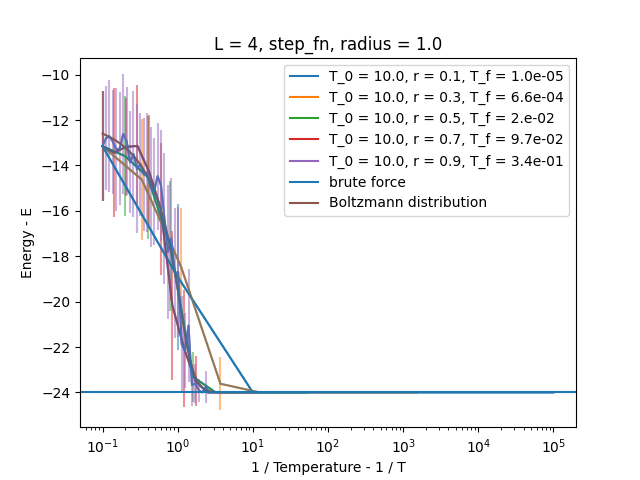 L = 4, step_fn, radius = 1.0
T_0 = 10.0, r = 0.1, T_f = 1.0e-05
T_0 = 10.0, r = 0.3, T_f = 6.6e-04
T_0 = 10.0, r = 0.5, T_f = 2.e-02
T_0 = 10.0, r = 0.7, T_f = 9.7e-02
T_0 = 10.0, r = 0.9, T_f = 3.4e-01
brute force
Boltzmann distribution
Energy - E
−10
−12
−14
−16
−18
−20
−22
−24
10⁻¹ 10⁰ 10¹ 10² 10³ 10⁴ 10⁵
1 / Temperature - 1 / T